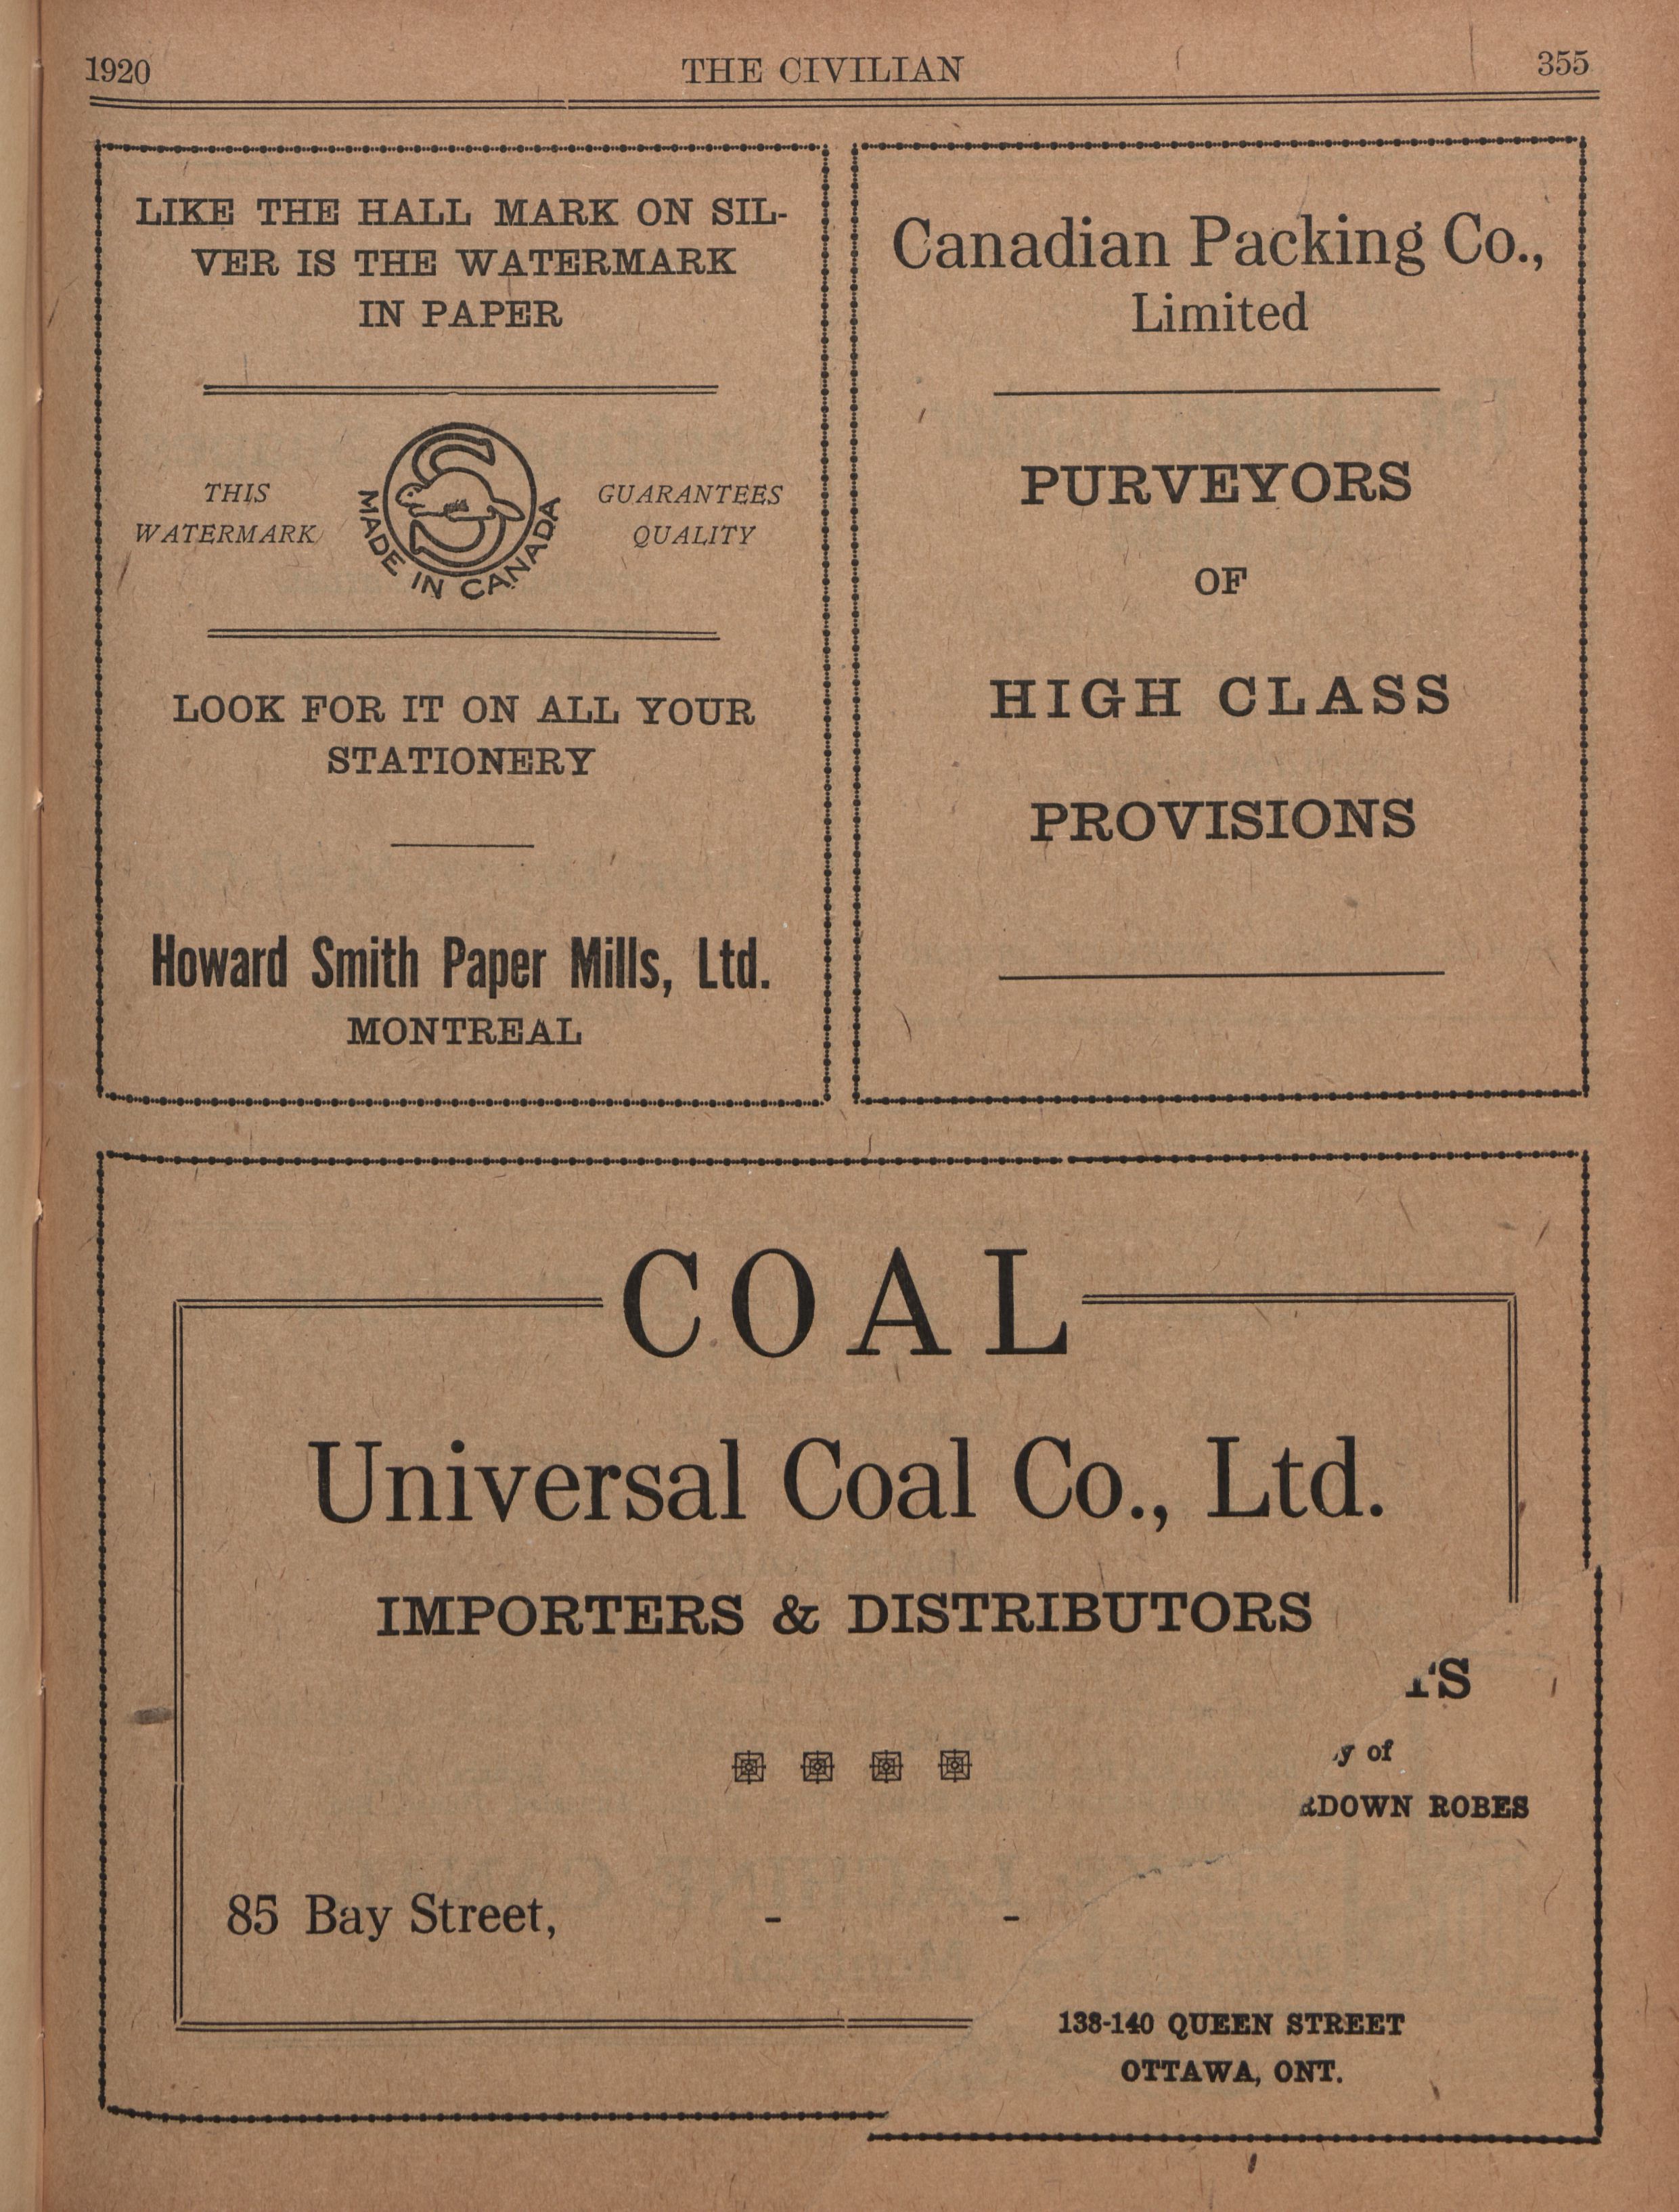 1920 THE CIVILIAN 355
LIKE THE HALL MARK ON SIL-
VER IS THE WATERMARK
IN PAPER
THIS
WATERMARK
MADE IN CANADA
GUARANTEES
QUALITY
LOOK FOR IT ON ALL YOUR
STATIONERY
Howard Smith Paper Mills, Ltd.
MONTREAL
Canadian Packing Co.,
Limited
PURVEYORS
OF
HIGH CLASS
PROVISIONS
COAL
Universal Coal Co., Ltd.
IMPORTERS & DISTRIBUTORS
85 Bay Street, - -
of
ROBES
138-140 QUEEN STREET
OTTAWA, ONT.